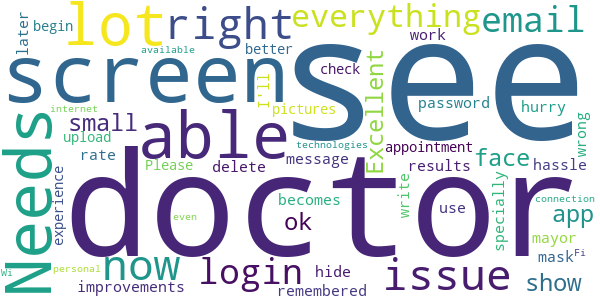 lot right everything email
later begin available better work
screen see
I'll check Excellent password hurry
Needs small able pictures wrong
upload technologies appointment
rate Please delete message results face hassle
internet experience even
doctor
becomes write use specially connection app
now login ok issue mayor
hide mask Fi show
Wi personal improvements remembered